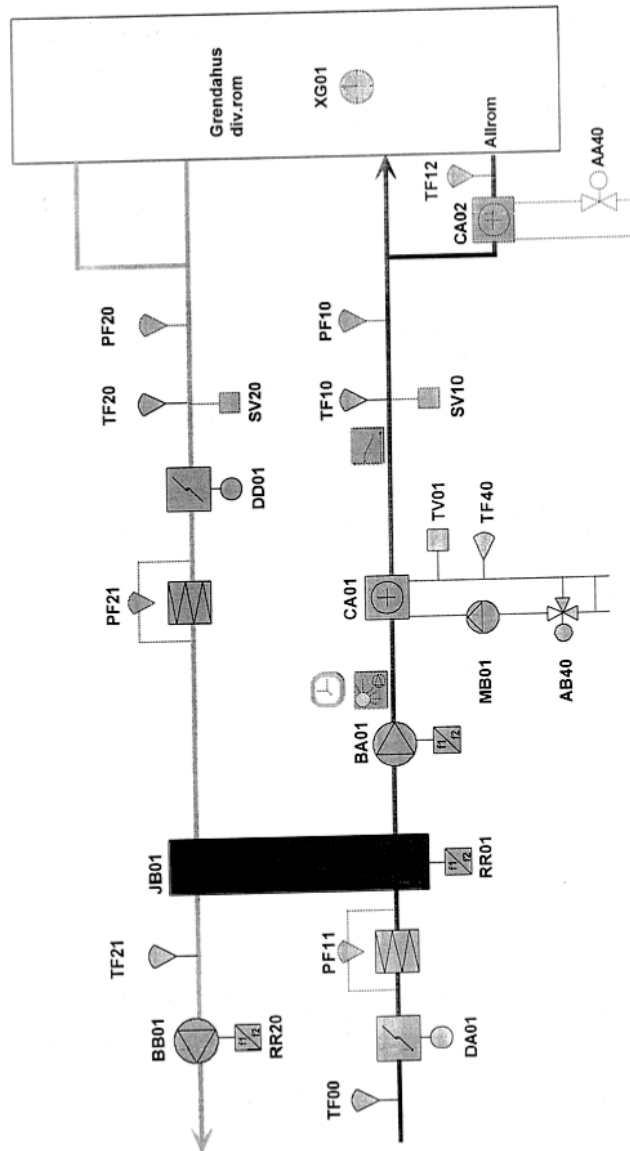 Grendahus
div.rom
XG01
Allrom
PF20
TF20
SV20
DD01
PF21
JB01
TF21
BB01
f1
f2
RR20
TF12
CA02
AA40
PF10
TF10
SV10
TV01
TF40
CA01
MB01
AB40
BA01
f1
f2
f1
f2
RR01
PF11
DA01
TF00